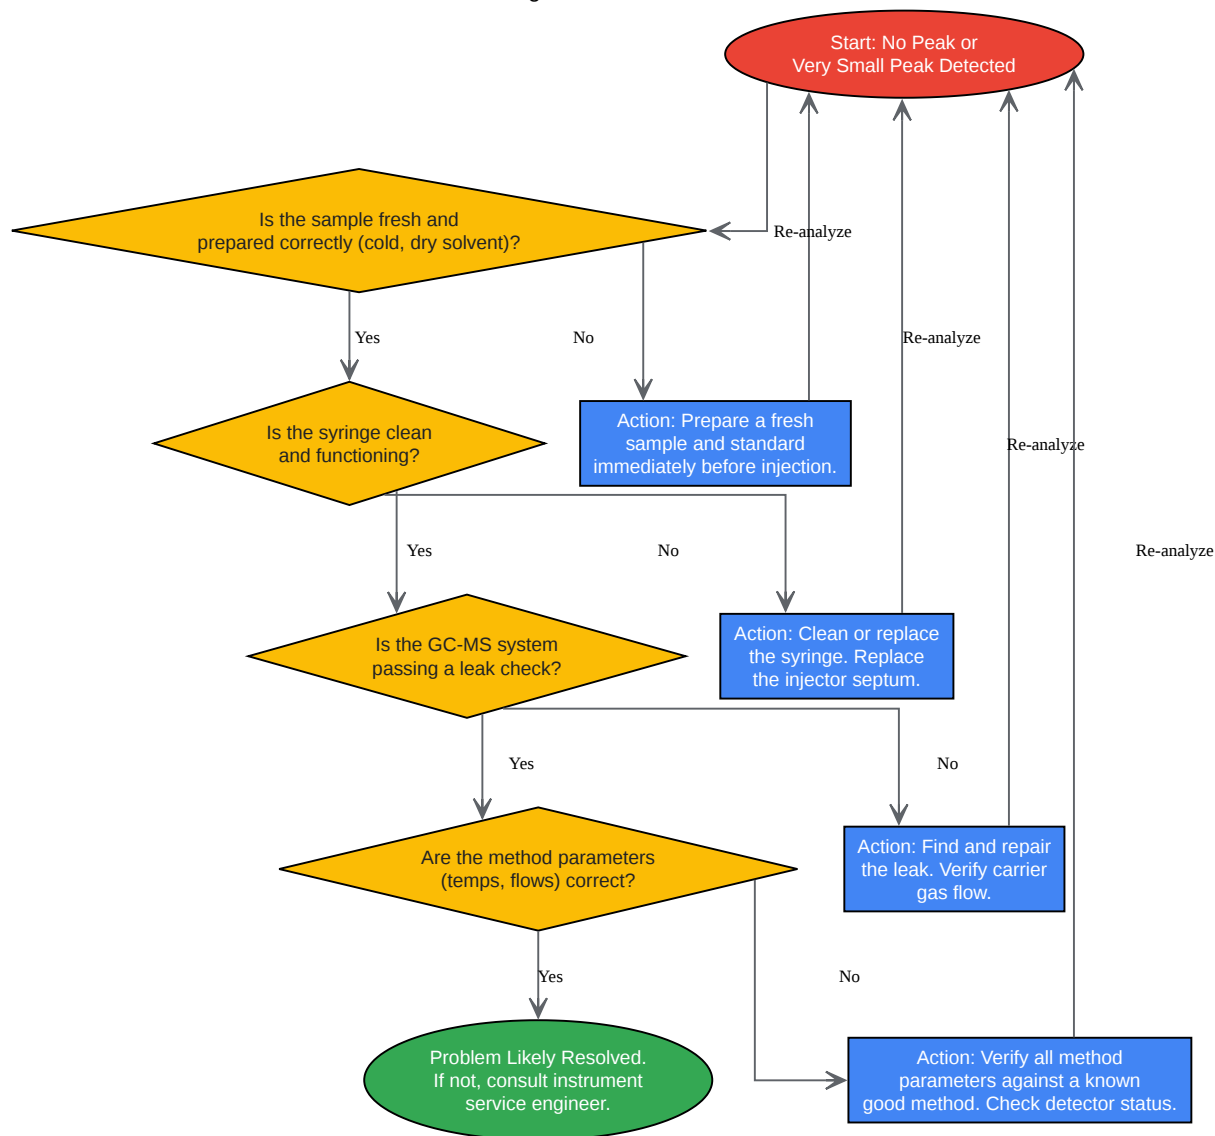 Start: No Peak or
Very Small Peak Detected
Is the sample fresh and
prepared correctly (cold, dry solvent)?
Re-analyze
Yes
No
Re-analyze
Is the syringe clean
and functioning?
Action: Prepare a fresh
sample and standard
immediately before injection.
Re-analyze
Yes
No
Re-analyze
Is the GC-MS system
passing a leak check?
Action: Clean or replace
the syringe. Replace
the injector septum.
Yes
No
Are the method parameters
(temps, flows) correct?
Action: Find and repair
the leak. Verify carrier
gas flow.
Yes
No
Problem Likely Resolved.
If not, consult instrument
service engineer.
Action: Verify all method
parameters against a known
good method. Check detector status.